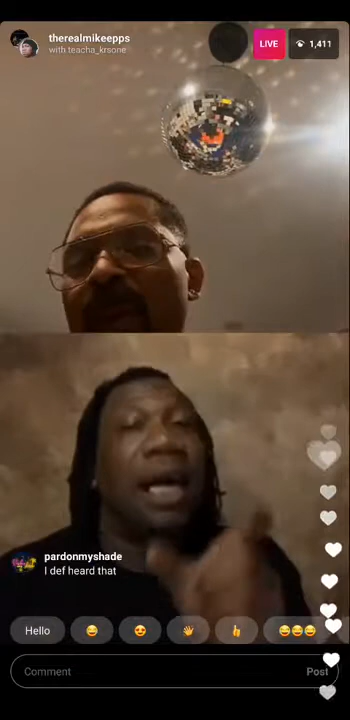 therealmikeepps
with teacha_krsone
LIVE
1,411
pardonmyshade
I def heard that
Hello
Comment
Post